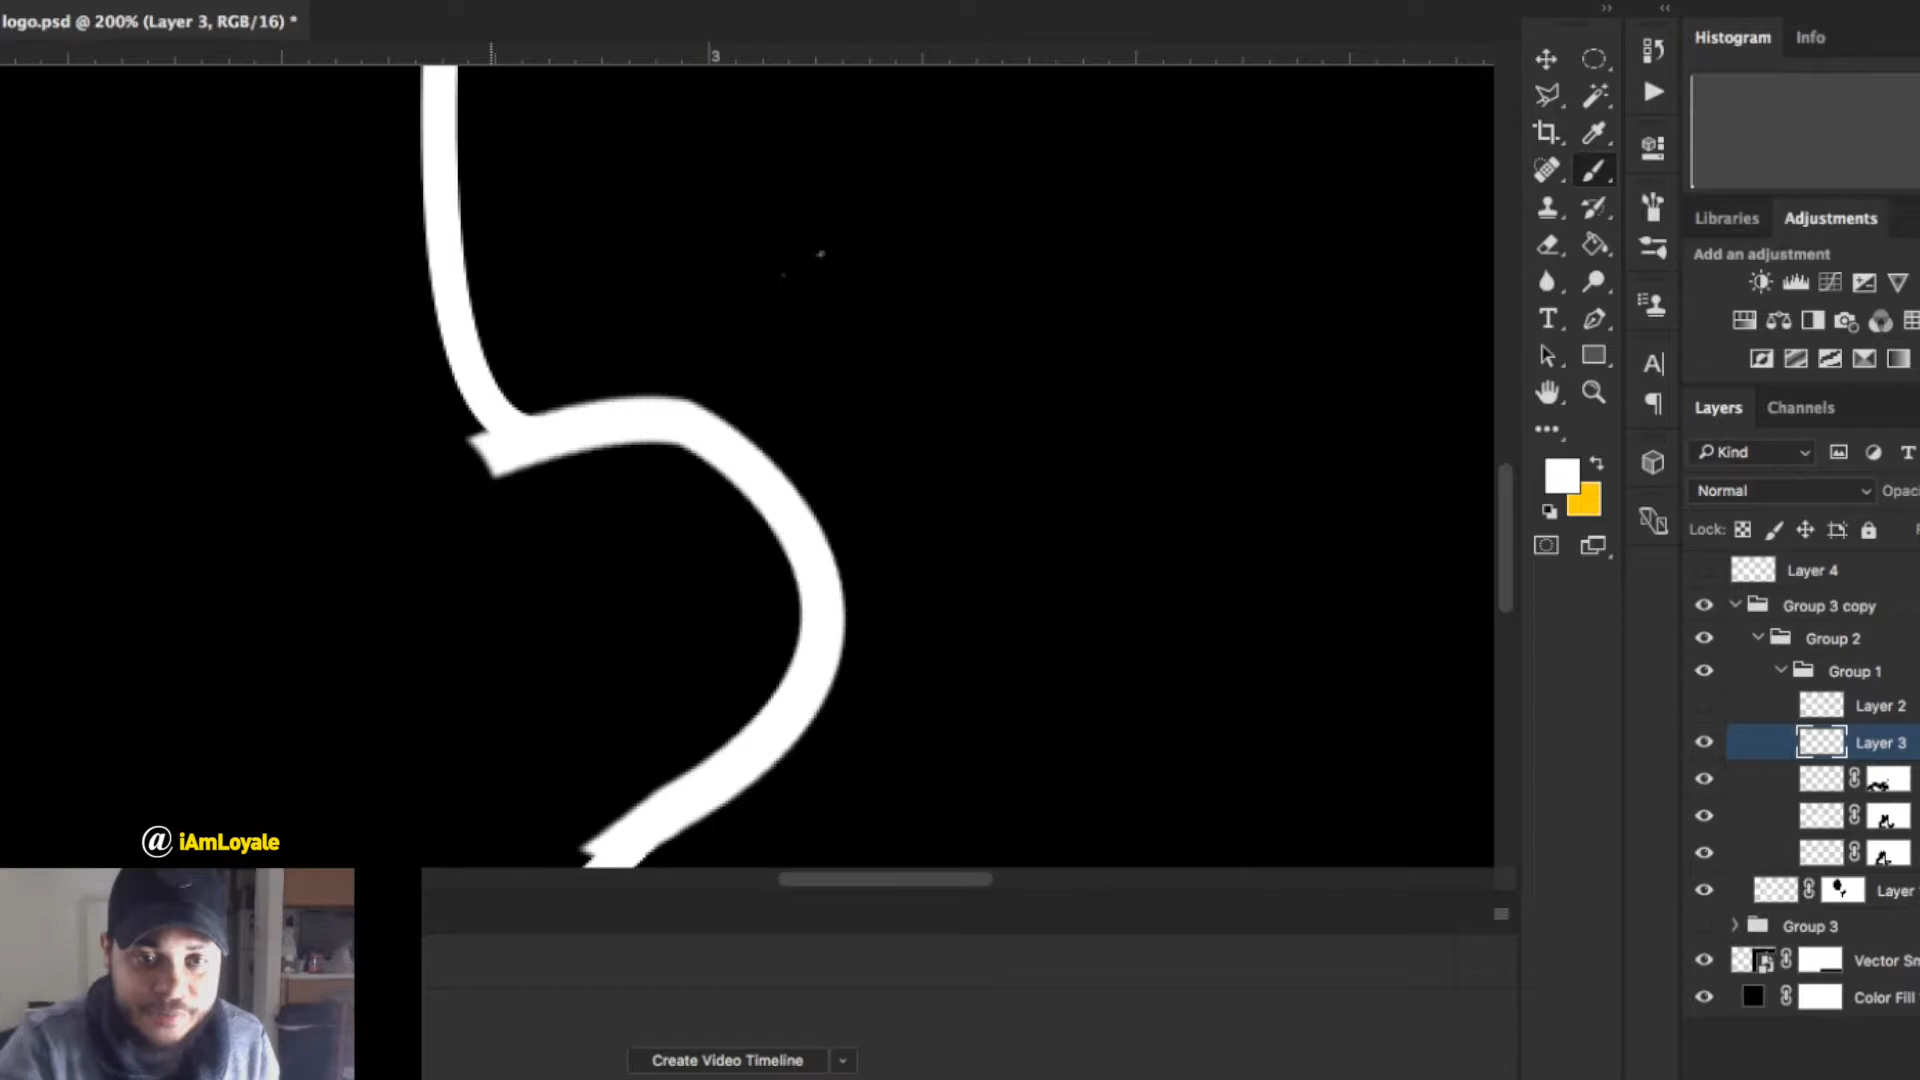 logo.psd @ 200% (Layer 3, RGB/16) *
3
Histogram
Info
Libraries
Adjustments
Add an adjustment
Layers
Channels
Kind
Normal
Lock:
Layer 4
Group 3 copy
Group 2
Group 1
Layer 2
Layer 3
Layer
Group 3
Vector
Color Fill
@ iAmLoyale
Create Video Timeline